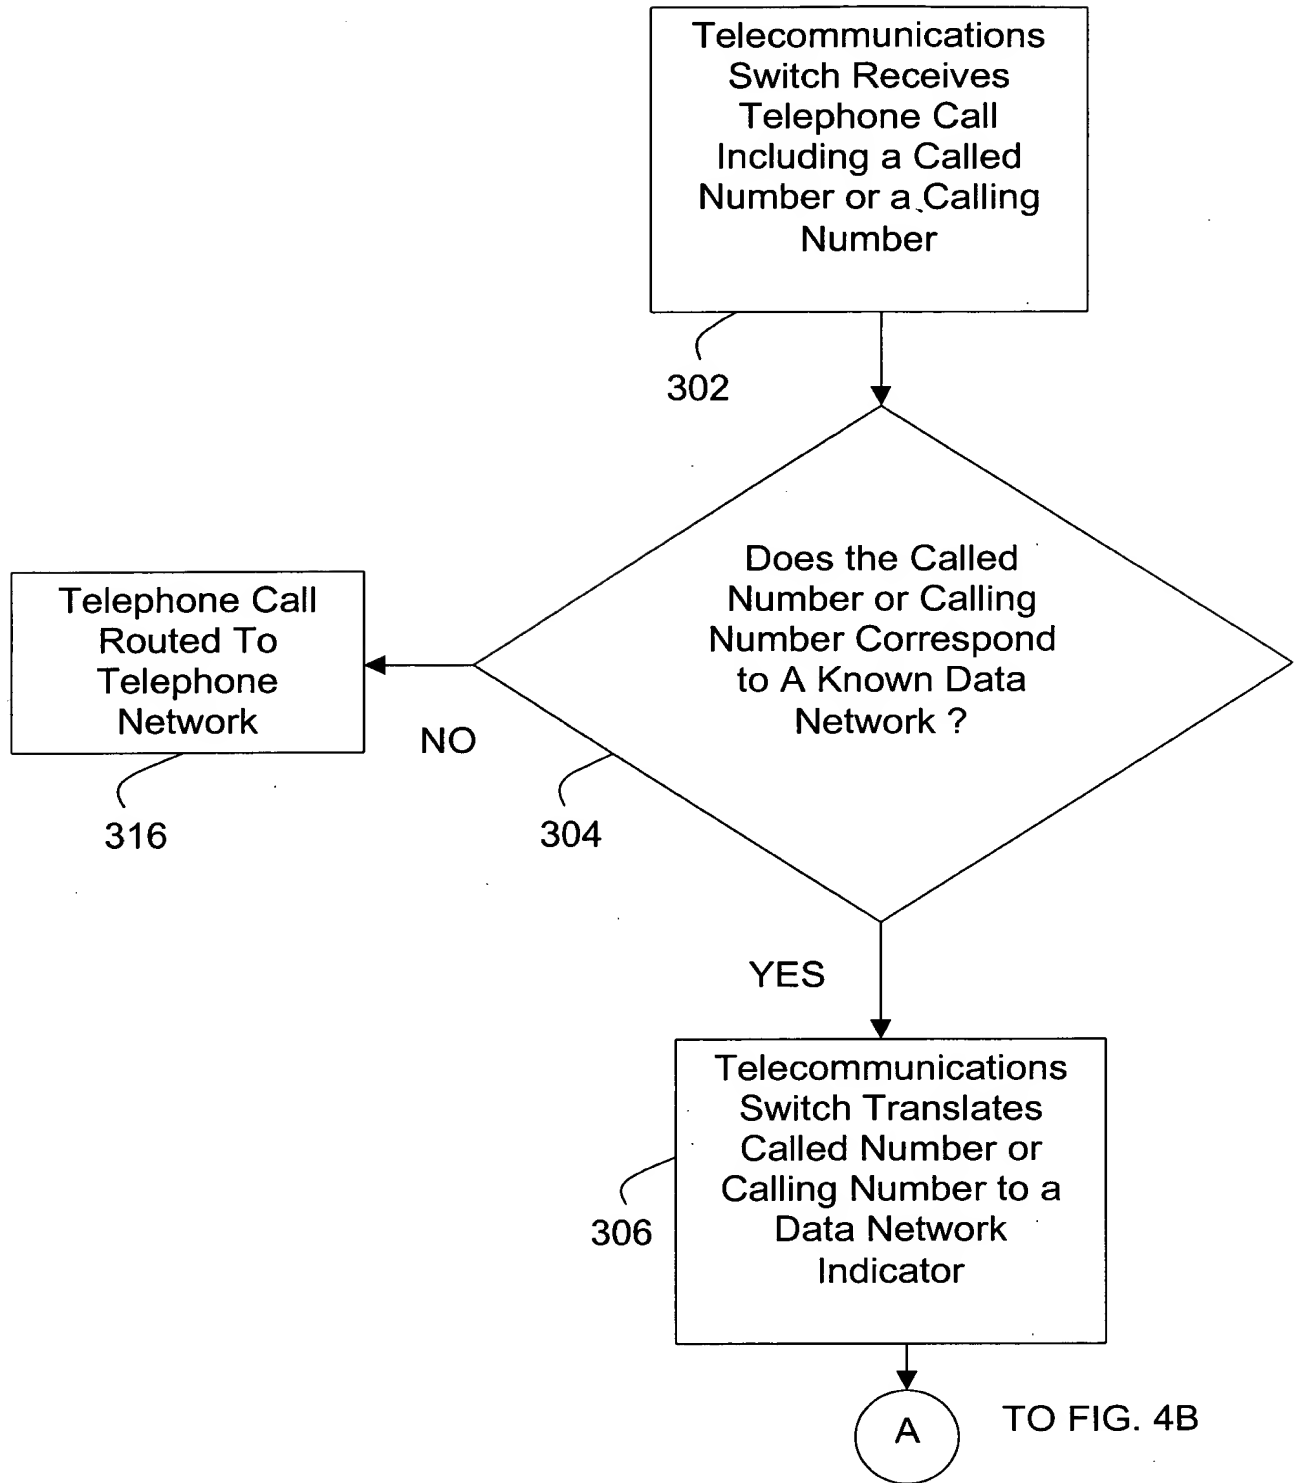 Telecommunications
Switch Receives
Telephone Call
Including a Called
Number or a Calling
Number
302
Does the Called
Number or Calling
Number Correspond
to A Known Data
Network ?
Telephone Call
Routed To
Telephone
Network
NO
316
304
YES
Telecommunications
Switch Translates
Called Number or
Calling Number to a
Data Network
Indicator
306
A
TO FIG. 4B